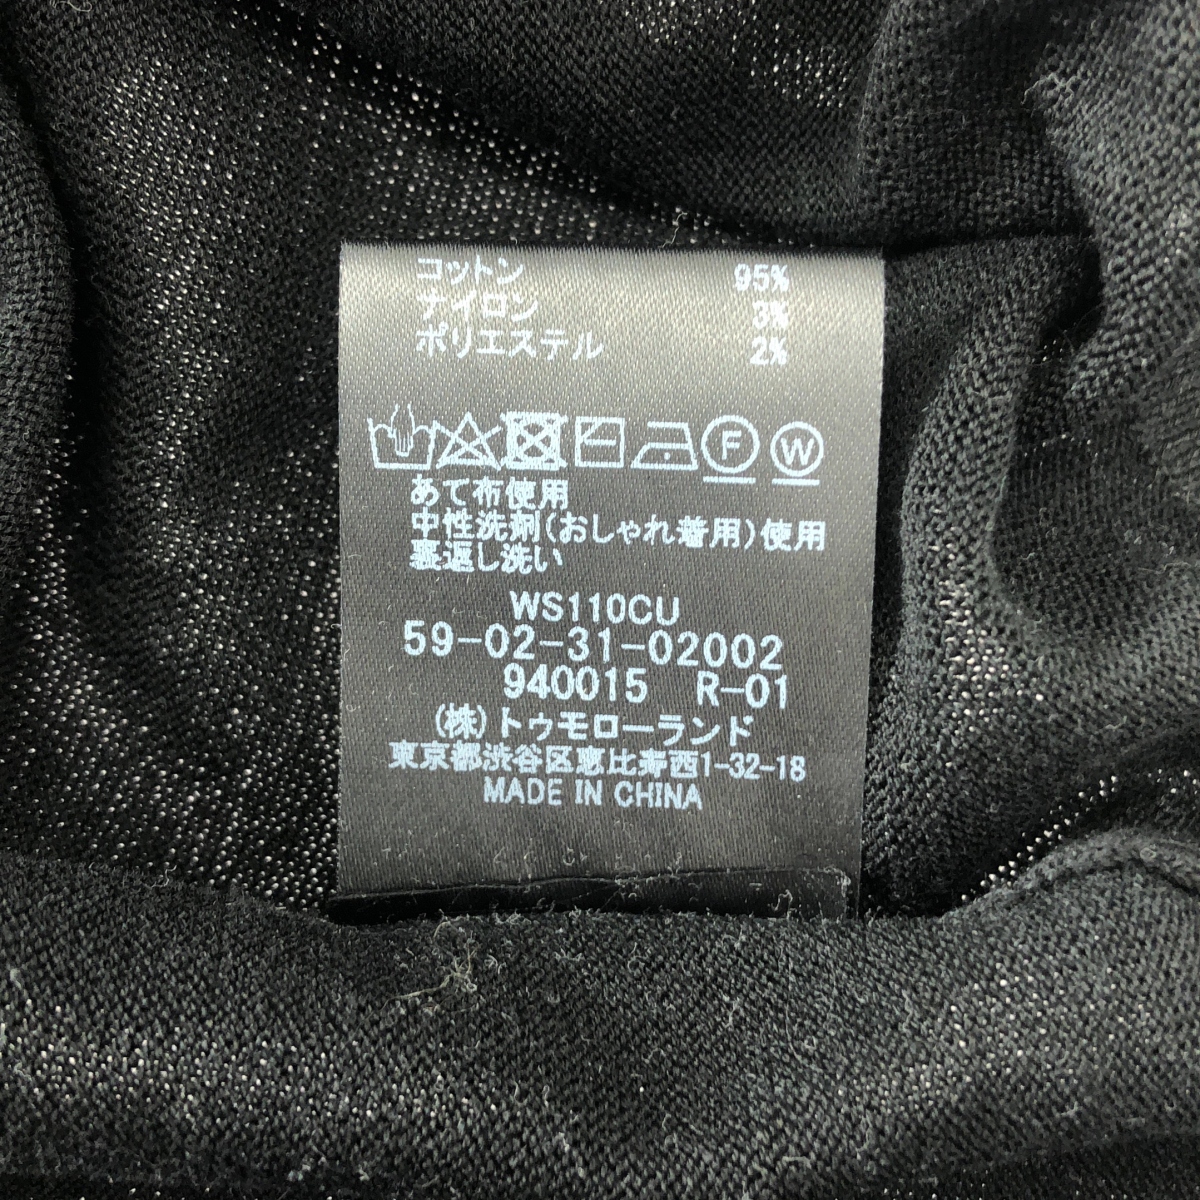 コットン 95%
ナイロン 3%
ポリエステル 2%
F W
あて布使用
中性洗剤(おしゃれ着用)使用
裏返し洗い
WS110CU
59-02-31-02002
940015 R-01
(株)トゥモローランド
東京都渋谷区恵比寿西1-32-18
MADE IN CHINA